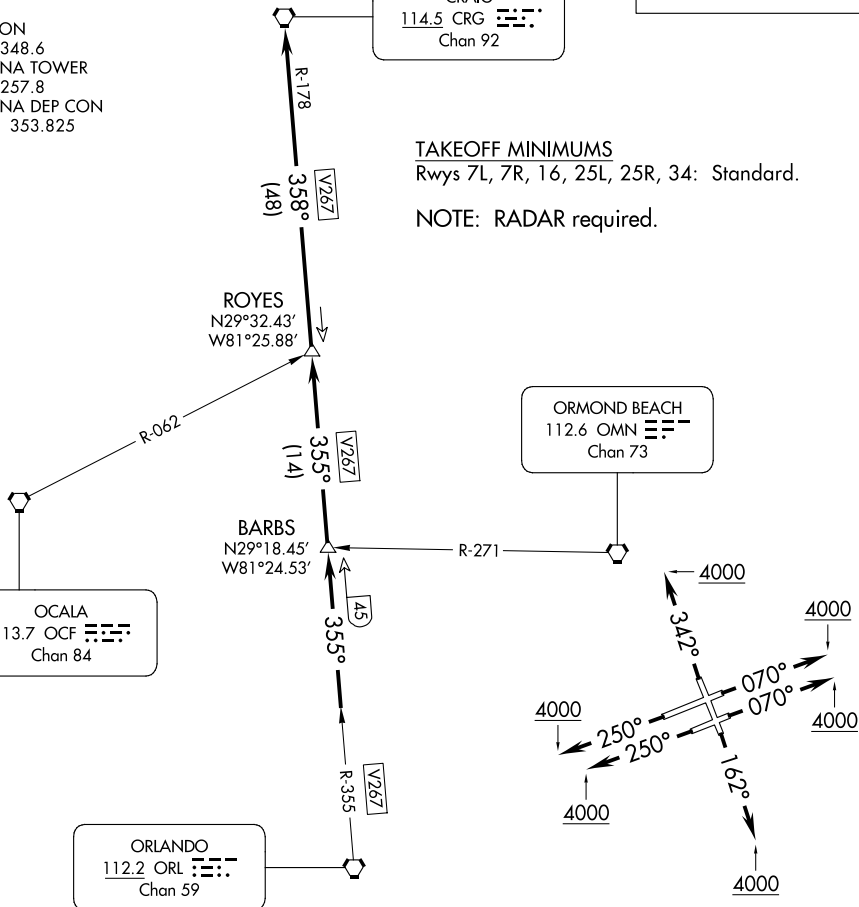 114.5 CRG
Chan 92
ON
348.6
NA TOWER
257.8
NA DEP CON
353.825
R-178
TAKEOFF MINIMUMS
Rwys 7L, 7R, 16, 25L, 25R, 34: Standard.
NOTE: RADAR required.
V267
358°
(48)
ROYES
N29°32.43′
W81°25.88′
R-062
V267
355°
(14)
ORMOND BEACH
112.6 OMN
Chan 73
BARBS
N29°18.45′
W81°24.53′
R-271
45
355°
OCALA
13.7 OCF
Chan 84
4000
342°
4000
070°
070°
4000
4000
250°
250°
4000
162°
4000
R-355
V267
ORLANDO
112.2 ORL
Chan 59